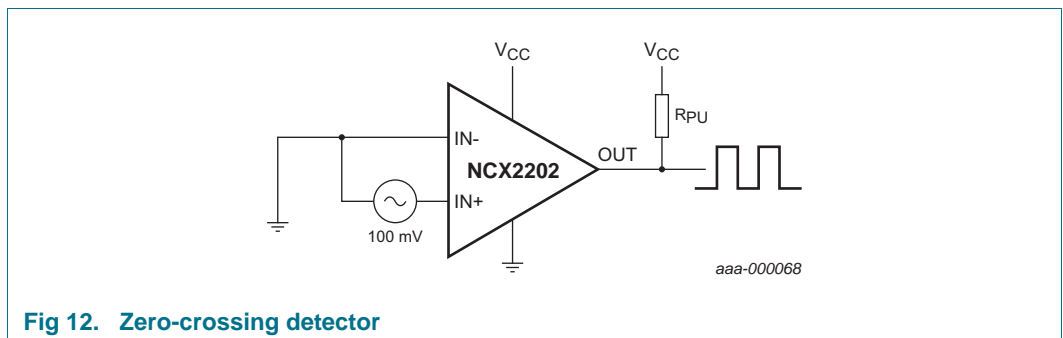 VCC
VCC
RPU
IN-
OUT
NCX2202
IN+
100 mV
aaa-000068
Fig 12. Zero-crossing detector